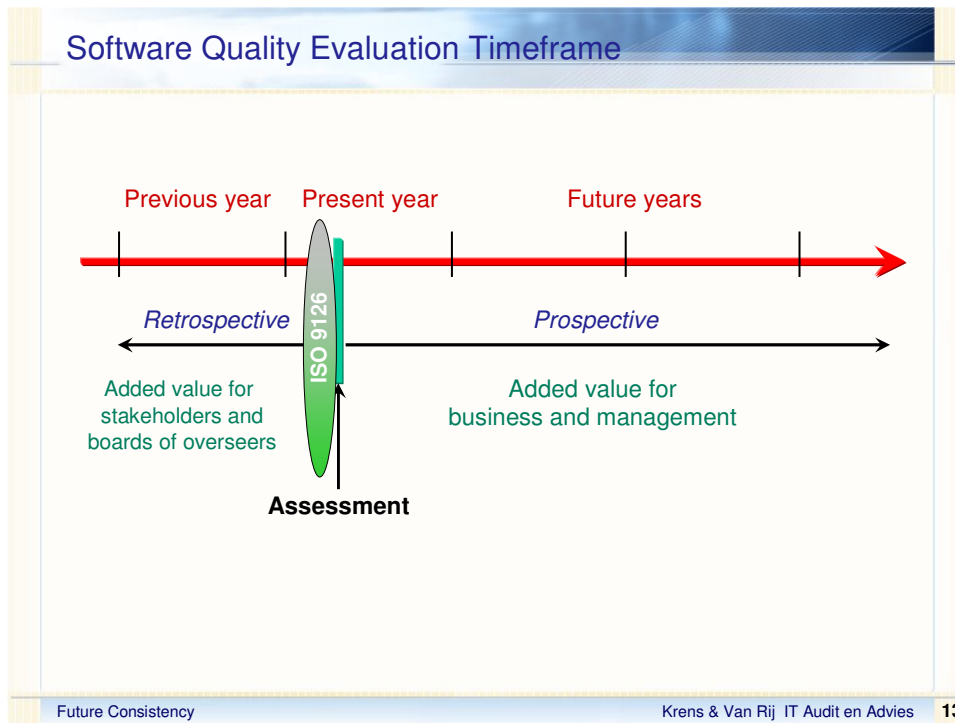 Software Quality Evaluation Timeframe
Previous year Present year Future years
Retrospective Prospective
ISO 9126
Added value for
stakeholders and
boards of overseers
Added value for
business and management
Assessment
Future Consistency Krens & Van Rij IT Audit en Advies 13